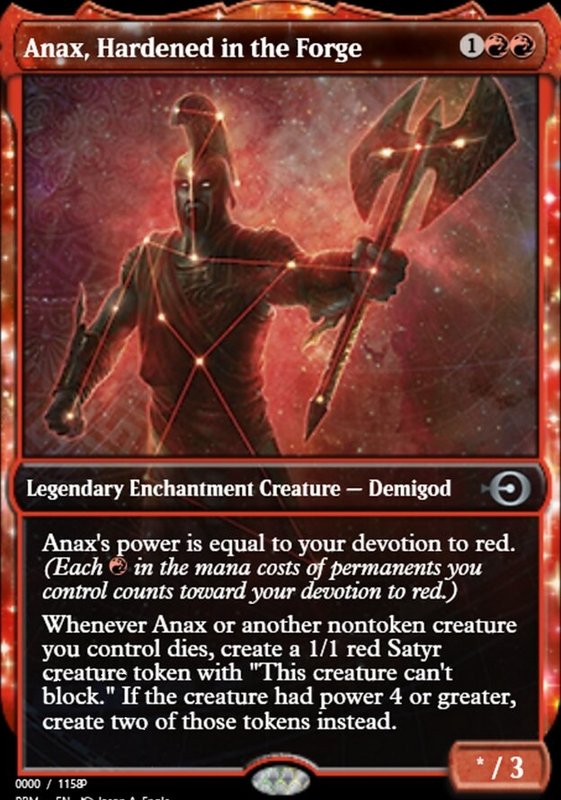 Anax, Hardened in the Forge 1
Legendary Enchantment Creature — Demigod
Anax's power is equal to your devotion to red.
(Each in the mana costs of permanents you
control counts toward your devotion to red.)
Whenever Anax or another nontoken creature
you control dies, create a 1/1 red Satyr
creature token with "This creature can't
block." If the creature had power 4 or greater,
create two of those tokens instead.
* / 3
0000 / 1158P